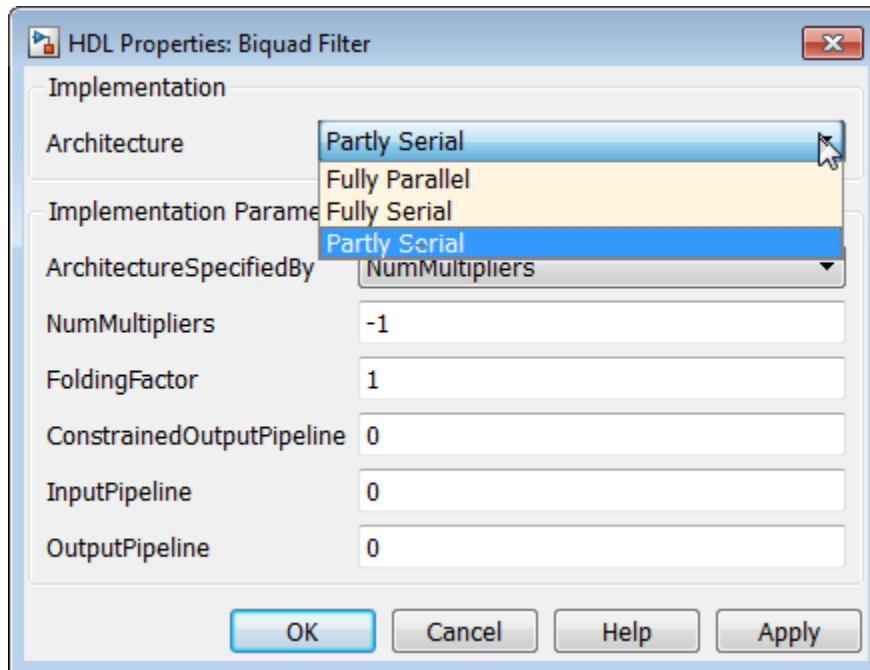 HDL Properties: Biquad Filter
Implementation
Architecture Partly Serial
Fully Parallel
Implementation Parame Fully Serial
Partly Serial
ArchitectureSpecifiedBy NumMultipliers
NumMultipliers -1
FoldingFactor 1
ConstrainedOutputPipeline 0
InputPipeline 0
OutputPipeline 0
OK Cancel Help Apply